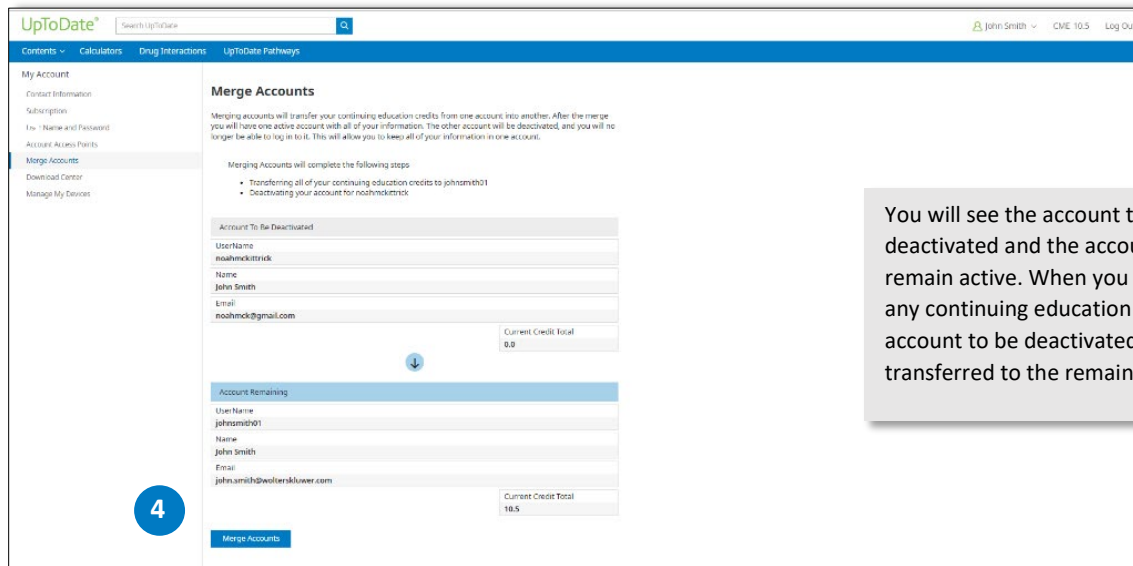 UpToDate®
Search UpToDate
John Smith
CME 10.5
Log Ou
Contents
Calculators
Drug Interactions
UpToDate Pathways
My Account
Contact Information
Subscription
Name and Password
Account Access Points
Merge Accounts
Download Center
Manage My Devices
Merge Accounts
Merging accounts will transfer your continuing education credits from one account into another. After the merge
you will have one active account with all of your information. The other account will be deactivated, and you will no
longer be able to log in to it. This will allow you to keep all of your information in one account.
Merging Accounts will complete the following steps
• Transferring all of your continuing education credits to johnsmith01
• Deactivating your account for noahmckittrick
Account To Be Deactivated
UserName
noahmckittrick
Name
John Smith
Email
noahmck@gmail.com
Current Credit Total
0.0
Account Remaining
UserName
johnsmith01
Name
John Smith
Email
john.smith@wolterskluwer.com
Current Credit Total
10.5
4
Merge Accounts
You will see the account t
deactivated and the accou
remain active. When you
any continuing education
account to be deactivated
transferred to the remain